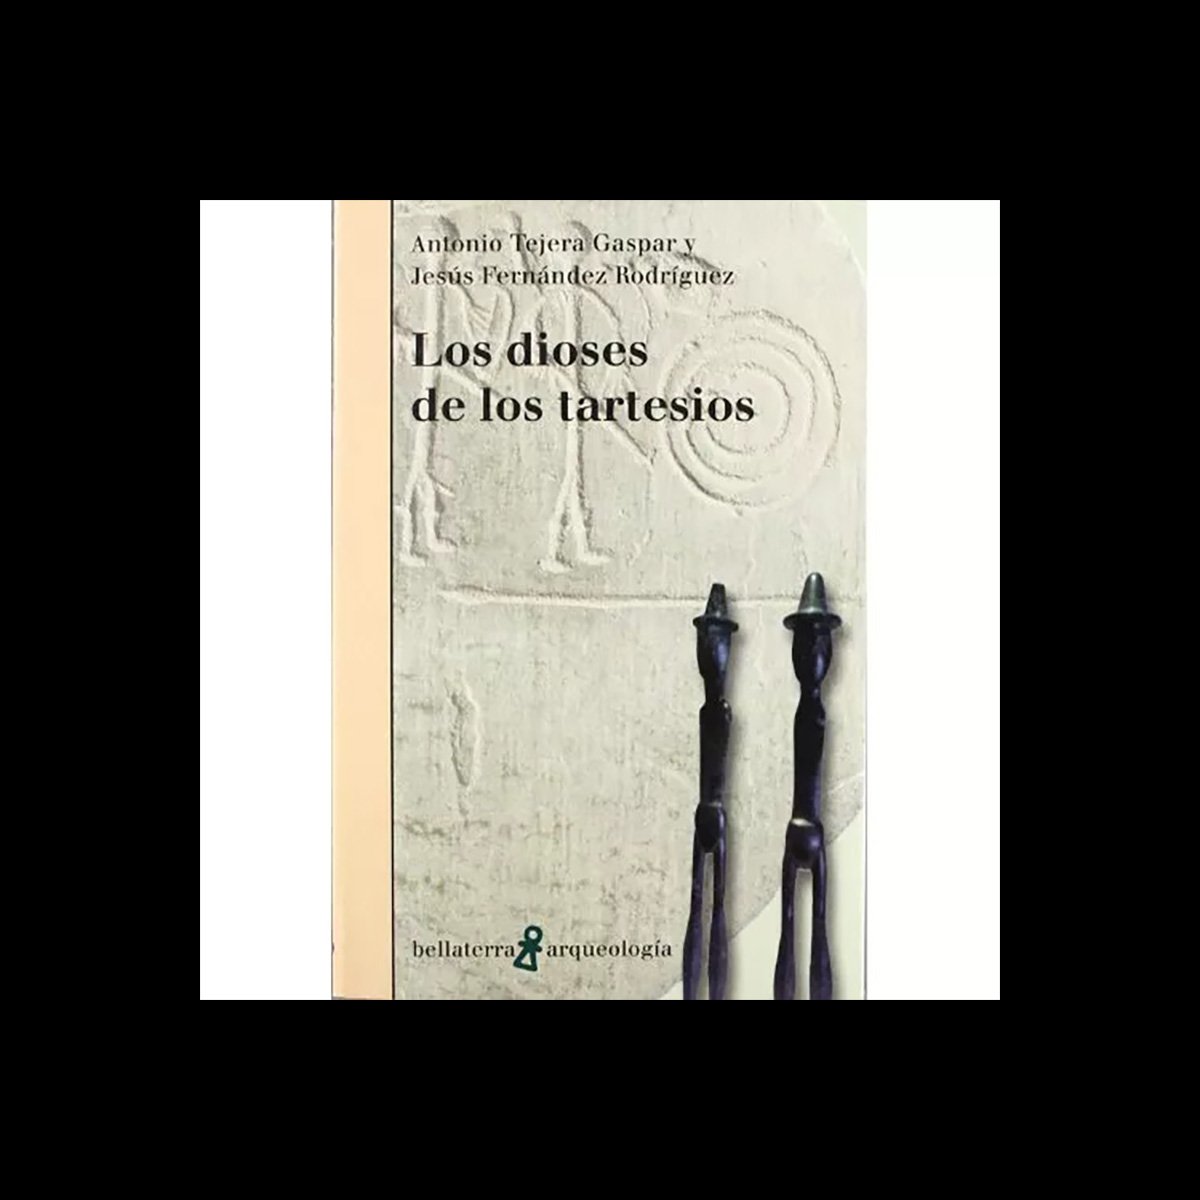 Antonio Tejera Gaspar y
Jesús Fernández Rodríguez
Los dioses
de los tartesios
bellaterra arqueología